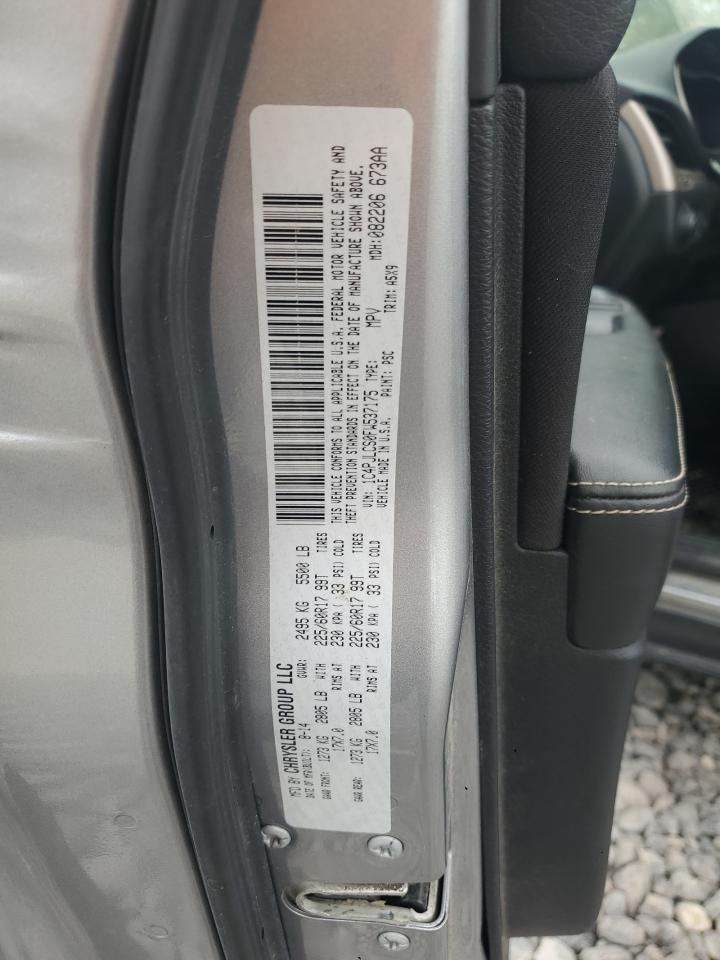 MFD BY CHRYSLER GROUP LLC
DATE OF MFR(BUILT): 8-14 GVWR: 2495 KG 5500 LB
GAWR FRONT: 1273 KG 2805 LB WITH 225/60R17 99T TIRES
17X7.0 RIMS AT 230 KPA ( 33 PSI) COLD
GAWR REAR: 1273 KG 2805 LB WITH 225/60R17 99T TIRES
17X7.0 RIMS AT 230 KPA ( 33 PSI) COLD
THIS VEHICLE CONFORMS TO ALL APPLICABLE U.S.A. FEDERAL MOTOR VEHICLE SAFETY AND
THEFT PREVENTION STANDARDS IN EFFECT ON THE DATE OF MANUFACTURE SHOWN ABOVE.
VIN: 1C4PJLCS0FW537175 TYPE: MPV MDH:082206 673AA
VEHICLE MADE IN U.S.A. PAINT: PSC TRIM: A5X9